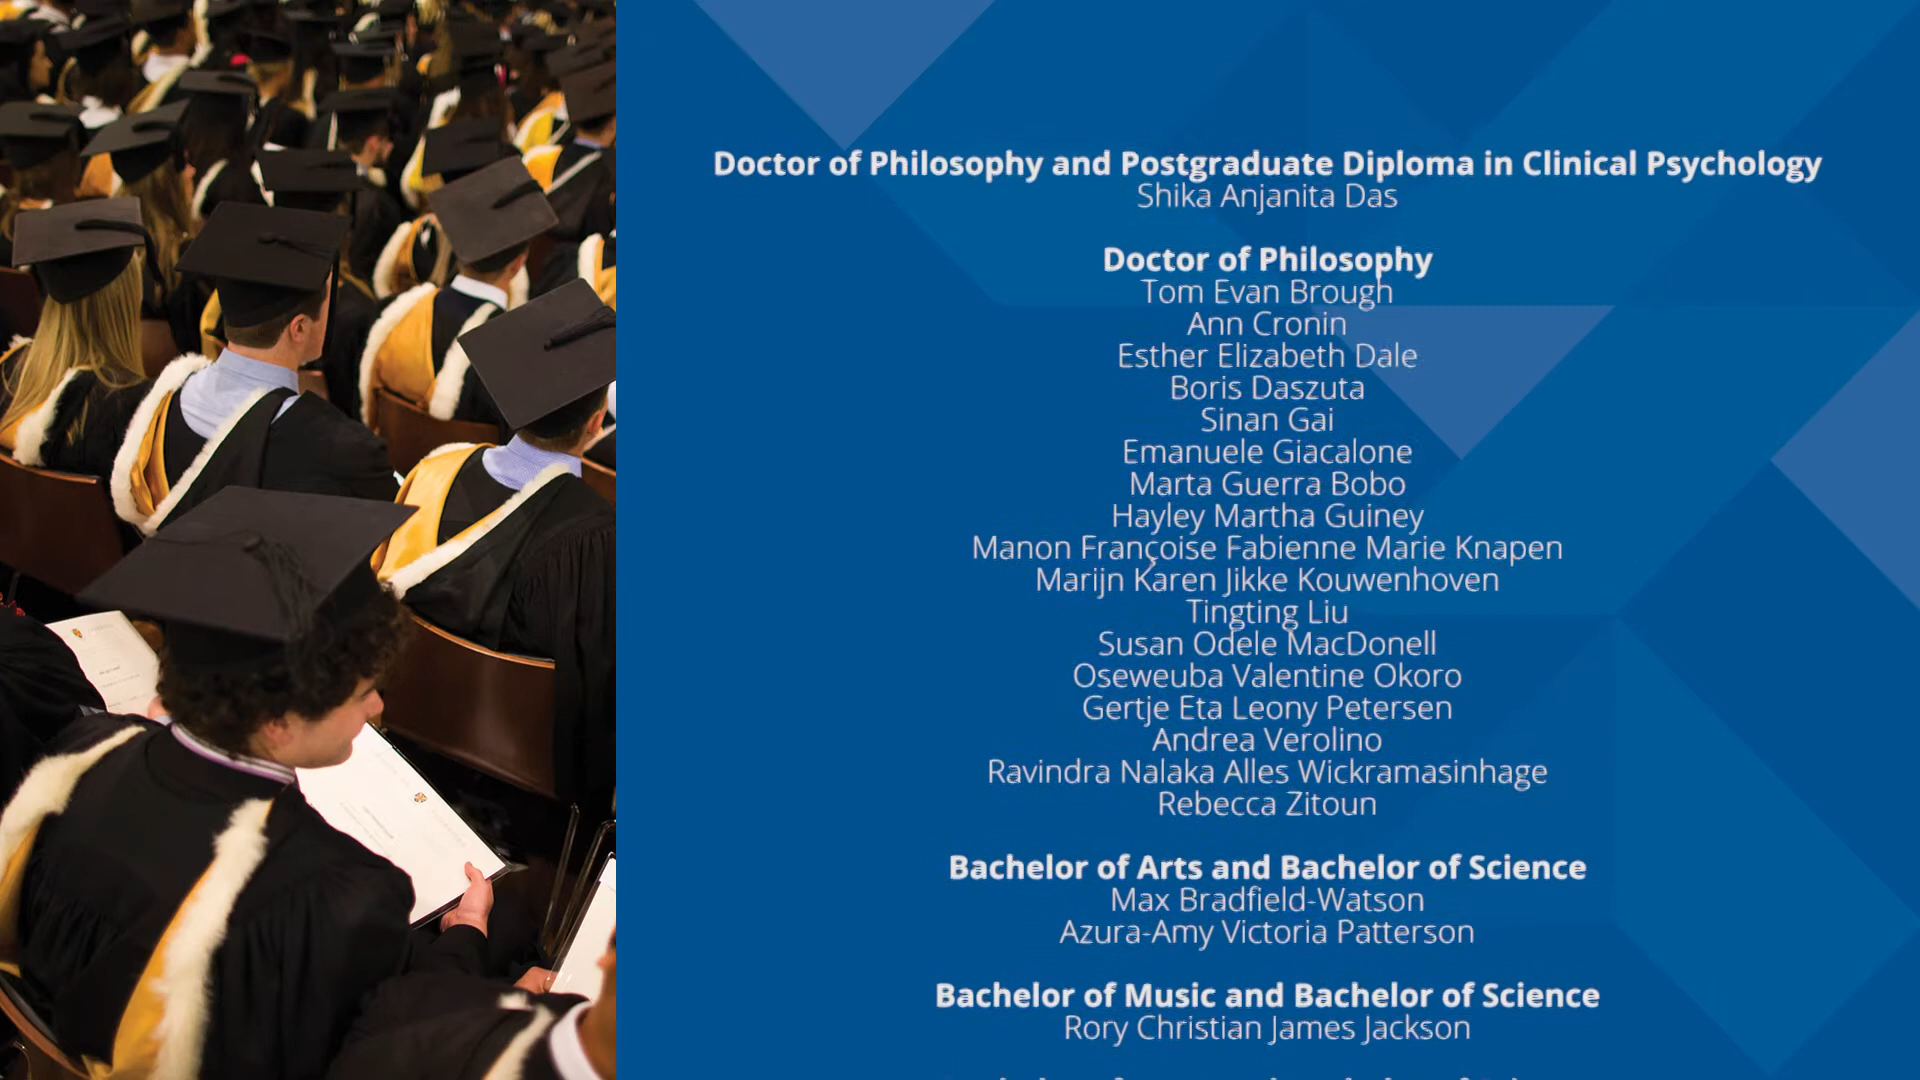 Doctor of Philosophy and Postgraduate Diploma in Clinical Psychology
Shika Anjanita Das
Doctor of Philosophy
Tom Evan Brough
Ann Cronin
Esther Elizabeth Dale
Boris Daszuta
Sinan Gai
Emanuele Giacalone
Marta Guerra Bobo
Hayley Martha Guiney
Manon Françoise Fabienne Marie Knapen
Marijn Karen Jikke Kouwenhoven
Tingting Liu
Susan Odele MacDonell
Oseweuba Valentine Okoro
Gertje Eta Leony Petersen
Andrea Verolino
Ravindra Nalaka Alles Wickramasinhage
Rebecca Zitoun
Bachelor of Arts and Bachelor of Science
Max Bradfield-Watson
Azura-Amy Victoria Patterson
Bachelor of Music and Bachelor of Science
Rory Christian James Jackson